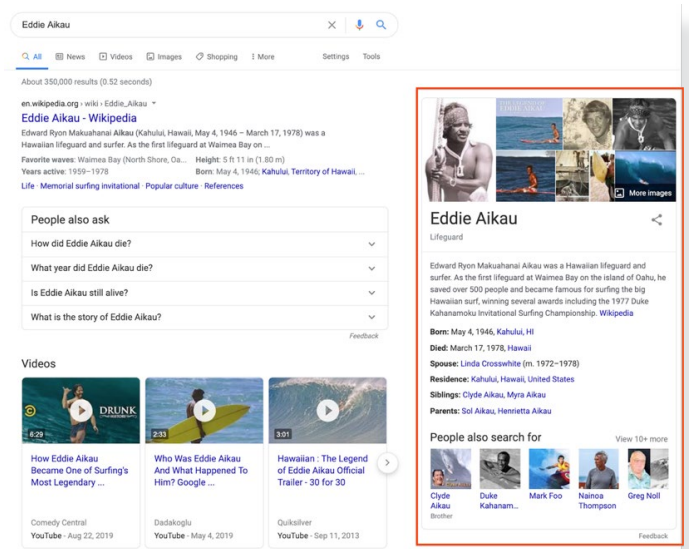 Eddie Aikau
All
News
Videos
Images
Shopping
More
Settings
Tools
About 350,000 results (0.52 seconds)
en.wikipedia.org › wiki › Eddie_Aikau
Eddie Aikau - Wikipedia
Edward Ryon Makuahanai Aikau (Kahului, Hawaii, May 4, 1946 – March 17, 1978) was a
Hawaiian lifeguard and surfer. As the first lifeguard at Waimea Bay on ...
Favorite waves: Waimea Bay (North Shore, Oa...
Height: 5 ft 11 in (1.80 m)
Years active: 1959–1978
Born: May 4, 1946; Kahului, Territory of Hawaii, ...
Life · Memorial surfing invitational · Popular culture · References
People also ask
How did Eddie Aikau die?
What year did Eddie Aikau die?
Is Eddie Aikau still alive?
What is the story of Eddie Aikau?
Feedback
Videos
DRUNK
6:29
How Eddie Aikau
Became One of Surfing's
Most Legendary ...
Comedy Central
YouTube - Aug 22, 2019
2:33
Who Was Eddie Aikau
And What Happened To
Him? Google ...
Dadakoglu
YouTube - May 4, 2019
3:01
Hawaiian : The Legend
of Eddie Aikau Official
Trailer - 30 for 30
Quiksilver
YouTube - Sep 11, 2013
More images
Eddie Aikau
Lifeguard
Edward Ryon Makuahanai Aikau was a Hawaiian lifeguard and
surfer. As the first lifeguard at Waimea Bay on the island of Oahu, he
saved over 500 people and became famous for surfing the big
Hawaiian surf, winning several awards including the 1977 Duke
Kahanamoku Invitational Surfing Championship. Wikipedia
Born: May 4, 1946, Kahului, HI
Died: March 17, 1978, Hawaii
Spouse: Linda Crosswhite (m. 1972–1978)
Residence: Kahului, Hawaii, United States
Siblings: Clyde Aikau, Myra Aikau
Parents: Sol Aikau, Henrietta Aikau
People also search for
View 10+ more
Clyde
Aikau
Brother
Duke
Kahanam...
Mark Foo
Nainoa
Thompson
Greg Noll
Feedback